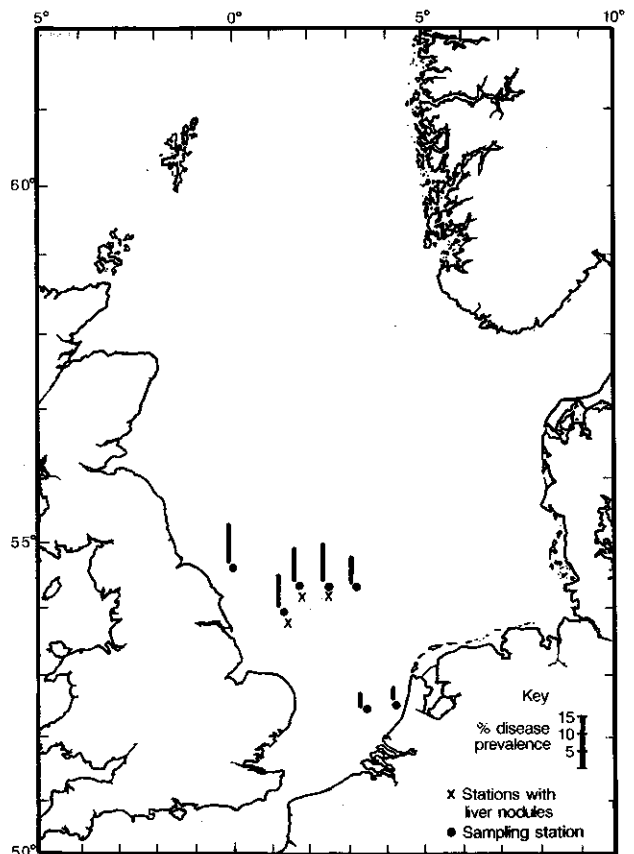 5°
0°
5°
10°
60°
55°
50°
Key
% disease
prevalence
15
10
5
x Stations with
liver nodules
● Sampling station